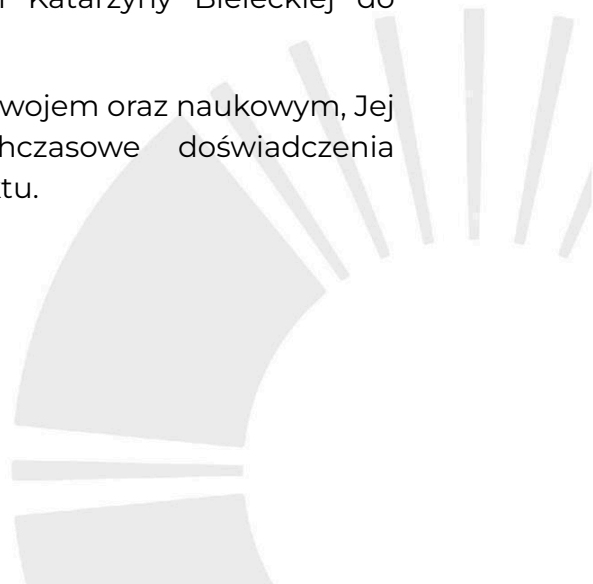 Katarzyny Bieleckiej do
wojem oraz naukowym, Jej
hczasowe doświadczenia
tu.